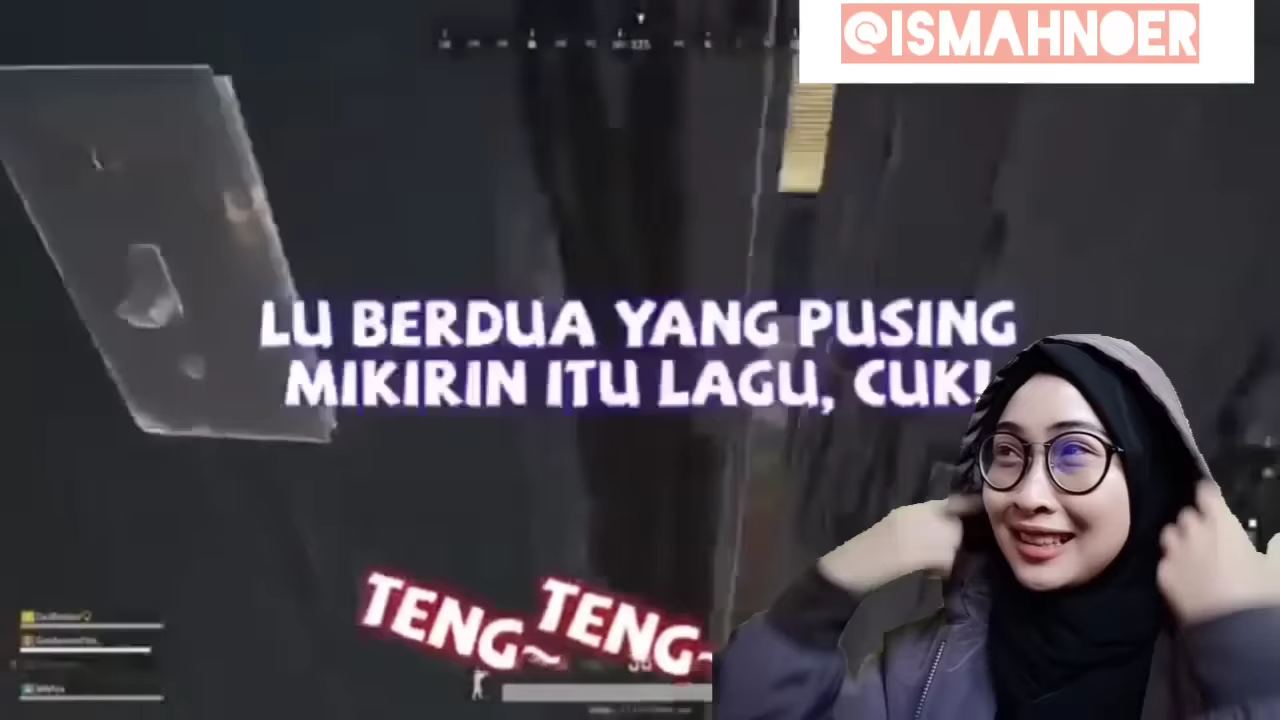 @ISMAHNOER
LU BERDUA YANG PUSING
MIKIRIN ITU LAGU, CUK!
TENG~ TENG~